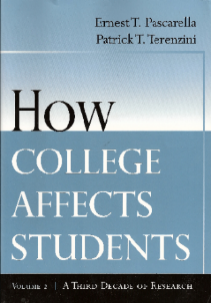 Ernest T. Pascarella
Patrick T. Terenzini
How
College
Affects
Students
Volume 2 | A Third Decade of Research